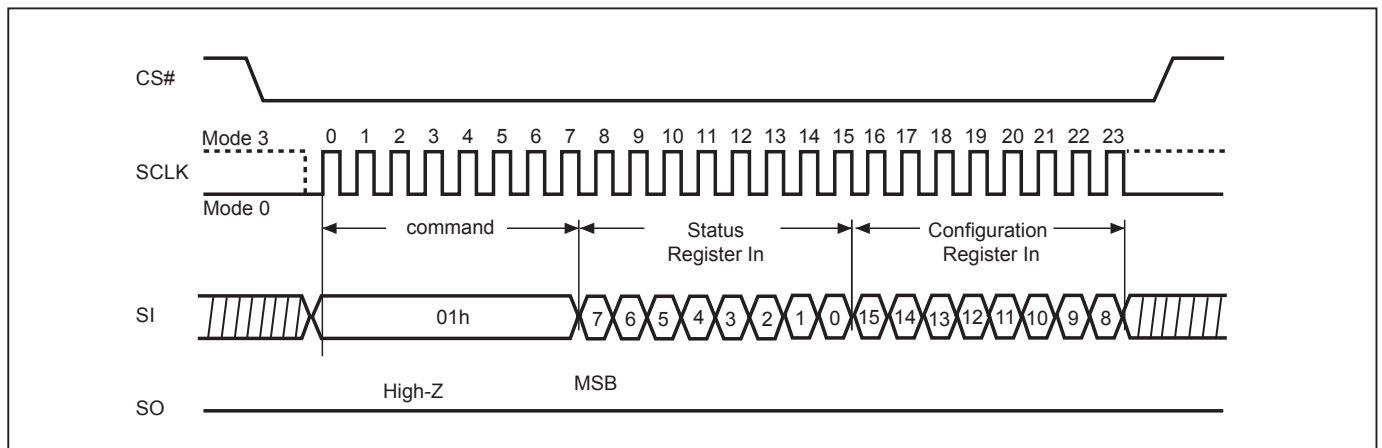 CS#
Mode 3
0 1 2 3 4 5 6 7 8 9 10 11 12 13 14 15 16 17 18 19 20 21 22 23
SCLK
Mode 0
command
Status
Register In
Configuration
Register In
SI
01h
7 6 5 4 3 2 1 0 15 14 13 12 11 10 9 8
High-Z
MSB
SO